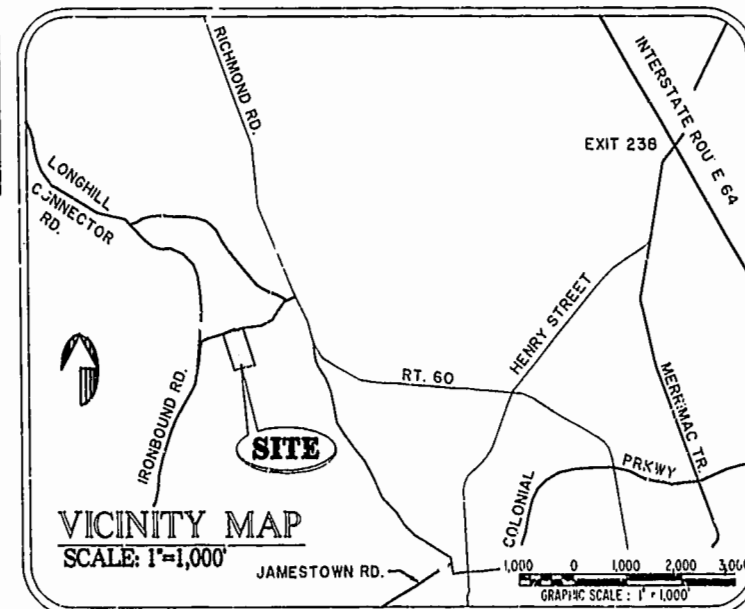 RICHMOND RD.
INTERSTATE ROU E 64
EXIT 238
LONGHILL
CONNECTOR
RD.
HENRY STREET
RT. 60
MERRIMAC TR.
IRONBOUND RD.
SITE
COLONIAL
PRKWY
VICINITY MAP
SCALE: 1"=1,000'
JAMESTOWN RD.
1,000 0 1,000 2,000 3,000
GRAPHIC SCALE : 1" = 1,000'